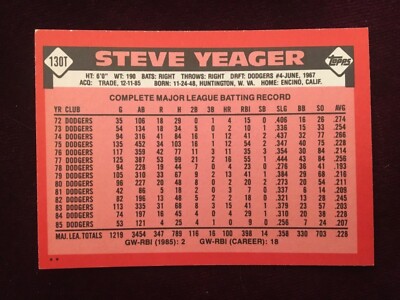 130T
STEVE YEAGER
Topps
HT: 6'0" WT: 190 BATS: RIGHT THROWS: RIGHT DRFT: DODGERS #4-JUNE, 1967
ACQ: TRADE, 12-11-85 BORN: 11-24-48, HUNTINGTON, W. VA HOME: ENCINO, CALIF.
COMPLETE MAJOR LEAGUE BATTING RECORD
YR CLUB G AB R H 2B 3B HR RBI SB SLG BB SO AVG
72 DODGERS 35 106 18 29 0 1 4 15 0 .406 16 26 .274
73 DODGERS 54 134 18 34 5 0 2 10 1 .336 15 33 .254
74 DODGERS 94 316 41 84 16 1 12 41 2 .437 32 77 .266
75 DODGERS 135 452 34 103 16 1 12 54 2 .347 40 75 .228
76 DODGERS 117 359 42 77 11 3 11 35 3 .354 30 84 .214
77 DODGERS 125 387 53 99 21 2 16 55 1 .444 43 84 .256
78 DODGERS 94 228 19 44 7 0 4 23 0 .276 36 41 .193
79 DODGERS 105 310 33 67 9 2 13 41 1 .384 29 68 .216
80 DODGERS 96 227 20 48 8 0 2 20 2 .273 20 54 .211
81 DODGERS 42 86 5 18 2 0 3 7 0 .337 6 14 .209
82 DODGERS 82 196 13 48 5 2 2 18 0 .321 13 28 .245
83 DODGERS 113 335 31 68 8 3 15 41 1 .379 23 57 .203
84 DODGERS 74 197 16 45 4 0 4 29 1 .310 20 38 .228
85 DODGERS 53 121 4 25 4 1 0 9 0 .256 7 24 .207
MAJ. LEA. TOTALS 1219 3454 347 789 116 16 100 398 14 .358 330 703 .228
GW-RBI (1985): 2 GW-RBI (CAREER): 18